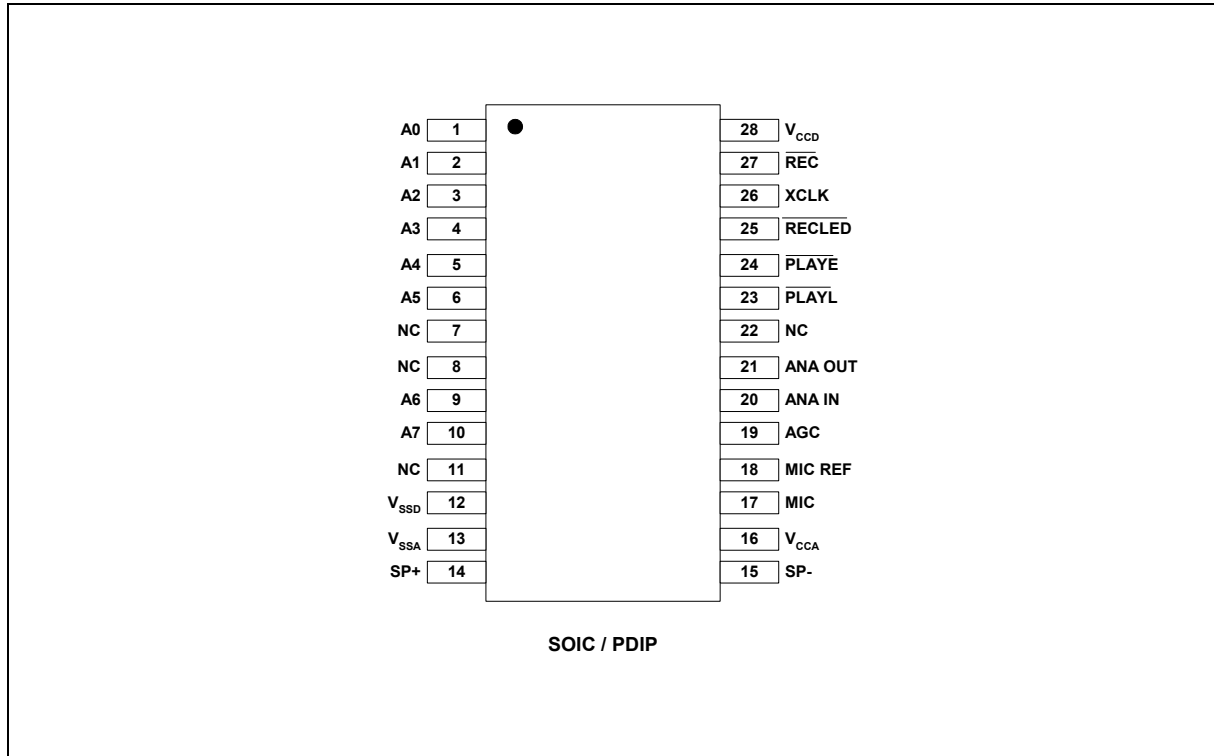 A0 1 28 VCCD
A1 2 27 REC
A2 3 26 XCLK
A3 4 25 RECLED
A4 5 24 PLAYE
A5 6 23 PLAYL
NC 7 22 NC
NC 8 21 ANA OUT
A6 9 20 ANA IN
A7 10 19 AGC
NC 11 18 MIC REF
VSSD 12 17 MIC
VSSA 13 16 VCCA
SP+ 14 15 SP-
SOIC / PDIP